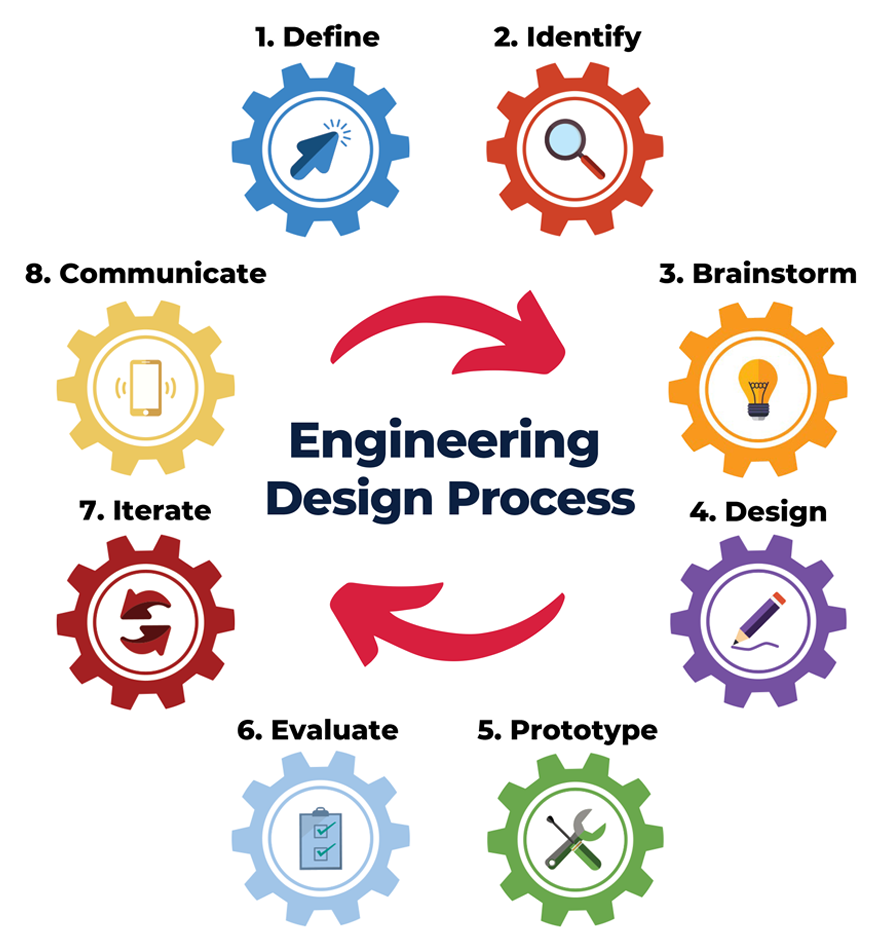 1. Define
2. Identify
8. Communicate
3. Brainstorm
Engineering
Design Process
7. Iterate
4. Design
6. Evaluate
5. Prototype